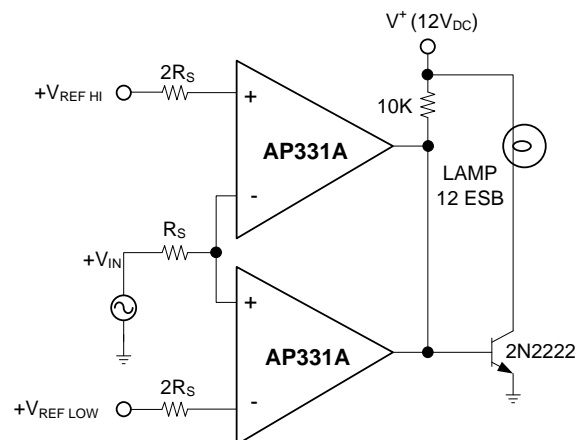 V+ (12VDC)
+VREF HI
2RS
+
AP331A
-
10K
LAMP
12 ESB
+VIN
RS
+
AP331A
-
2N2222
+VREF LOW
2RS